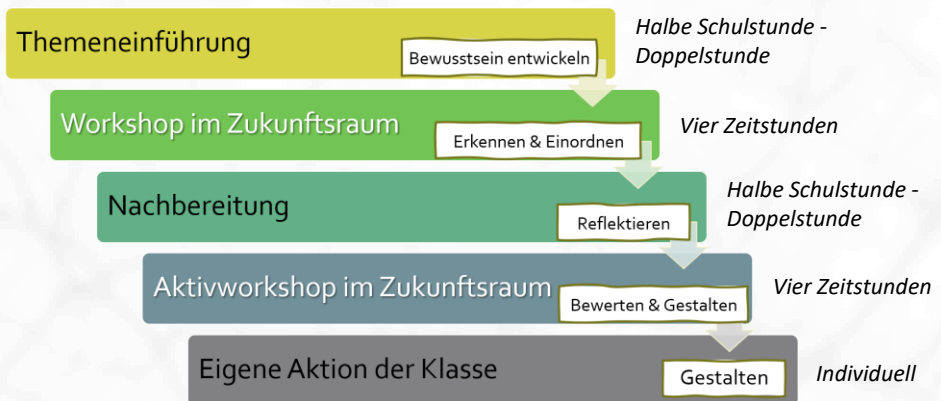 Themeneinführung
Bewusstsein entwickeln
Halbe Schulstunde -
Doppelstunde
Workshop im Zukunftsraum
Erkennen & Einordnen
Vier Zeitstunden
Nachbereitung
Reflektieren
Halbe Schulstunde -
Doppelstunde
Aktivworkshop im Zukunftsraum
Bewerten & Gestalten
Vier Zeitstunden
Eigene Aktion der Klasse
Gestalten
Individuell